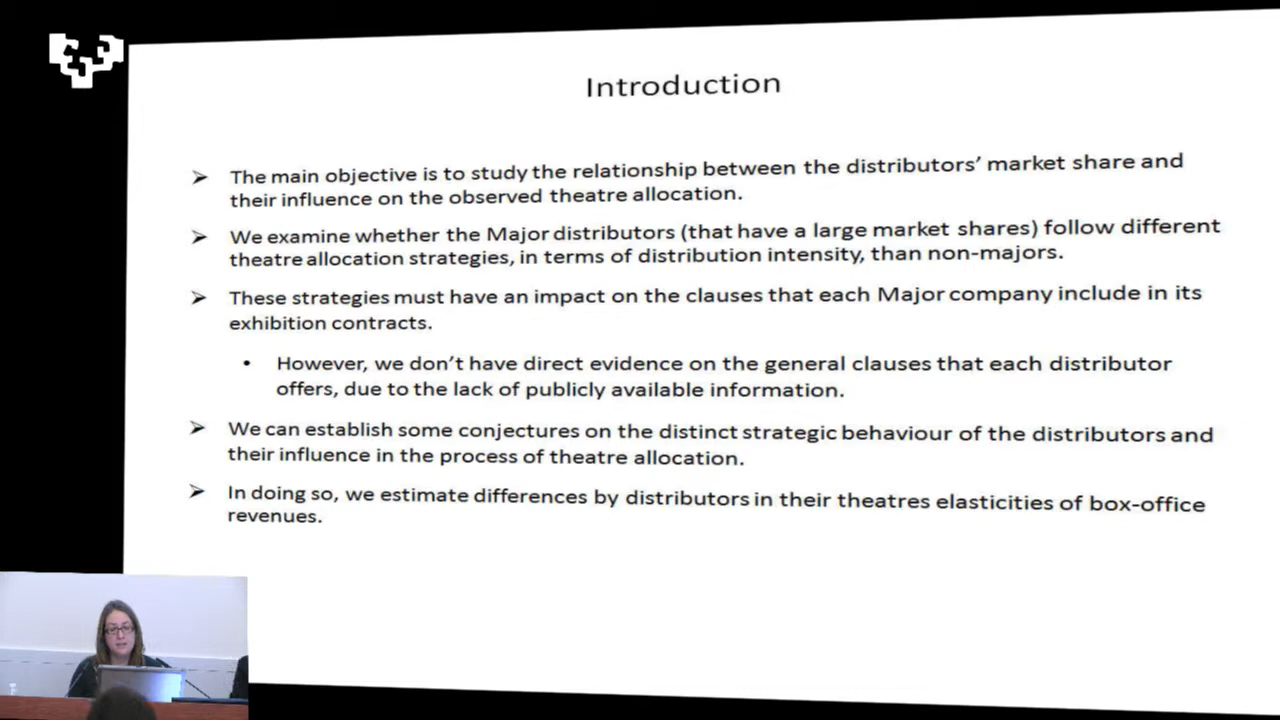 Introduction
The main objective is to study the relationship between the distributors' market share and
their influence on the observed theatre allocation.
We examine whether the Major distributors (that have a large market shares) follow different
theatre allocation strategies, in terms of distribution intensity, than non-majors.
These strategies must have an impact on the clauses that each Major company include in its
exhibition contracts.
However, we don't have direct evidence on the general clauses that each distributor
offers, due to the lack of publicly available information.
We can establish some conjectures on the distinct strategic behaviour of the distributors and
their influence in the process of theatre allocation.
In doing so, we estimate differences by distributors in their theatres elasticities of box-office
revenues.